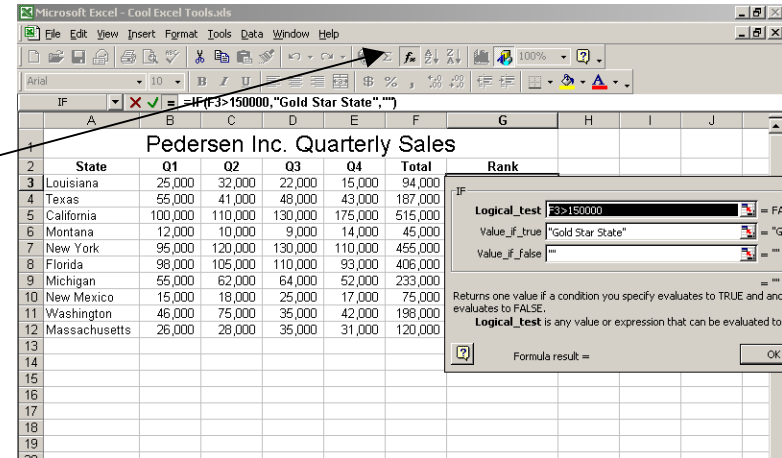 Microsoft Excel - Cool Excel Tools.xls
File Edit View Insert Format Tools Data Window Help
Σ fx 100%
Arial 10 B I U $ % ,
IF = =IF(F3>150000,"Gold Star State","")
A B C D E F G H I J
1 Pedersen Inc. Quarterly Sales
2 State Q1 Q2 Q3 Q4 Total Rank
3 Louisiana 25,000 32,000 22,000 15,000 94,000
4 Texas 55,000 41,000 48,000 43,000 187,000
5 California 100,000 110,000 130,000 175,000 515,000
6 Montana 12,000 10,000 9,000 14,000 45,000
7 New York 95,000 120,000 130,000 110,000 455,000
8 Florida 98,000 105,000 110,000 93,000 406,000
9 Michigan 55,000 62,000 64,000 52,000 233,000
10 New Mexico 15,000 18,000 25,000 17,000 75,000
11 Washington 46,000 75,000 35,000 42,000 198,000
12 Massachusetts 26,000 28,000 35,000 31,000 120,000
13
14
15
16
17
18
19
IF
Logical_test F3>150000 = FA
Value_if_true "Gold Star State" = "G
Value_if_false "" = ""
= ""
Returns one value if a condition you specify evaluates to TRUE and ano
evaluates to FALSE.
Logical_test is any value or expression that can be evaluated to
Formula result = OK